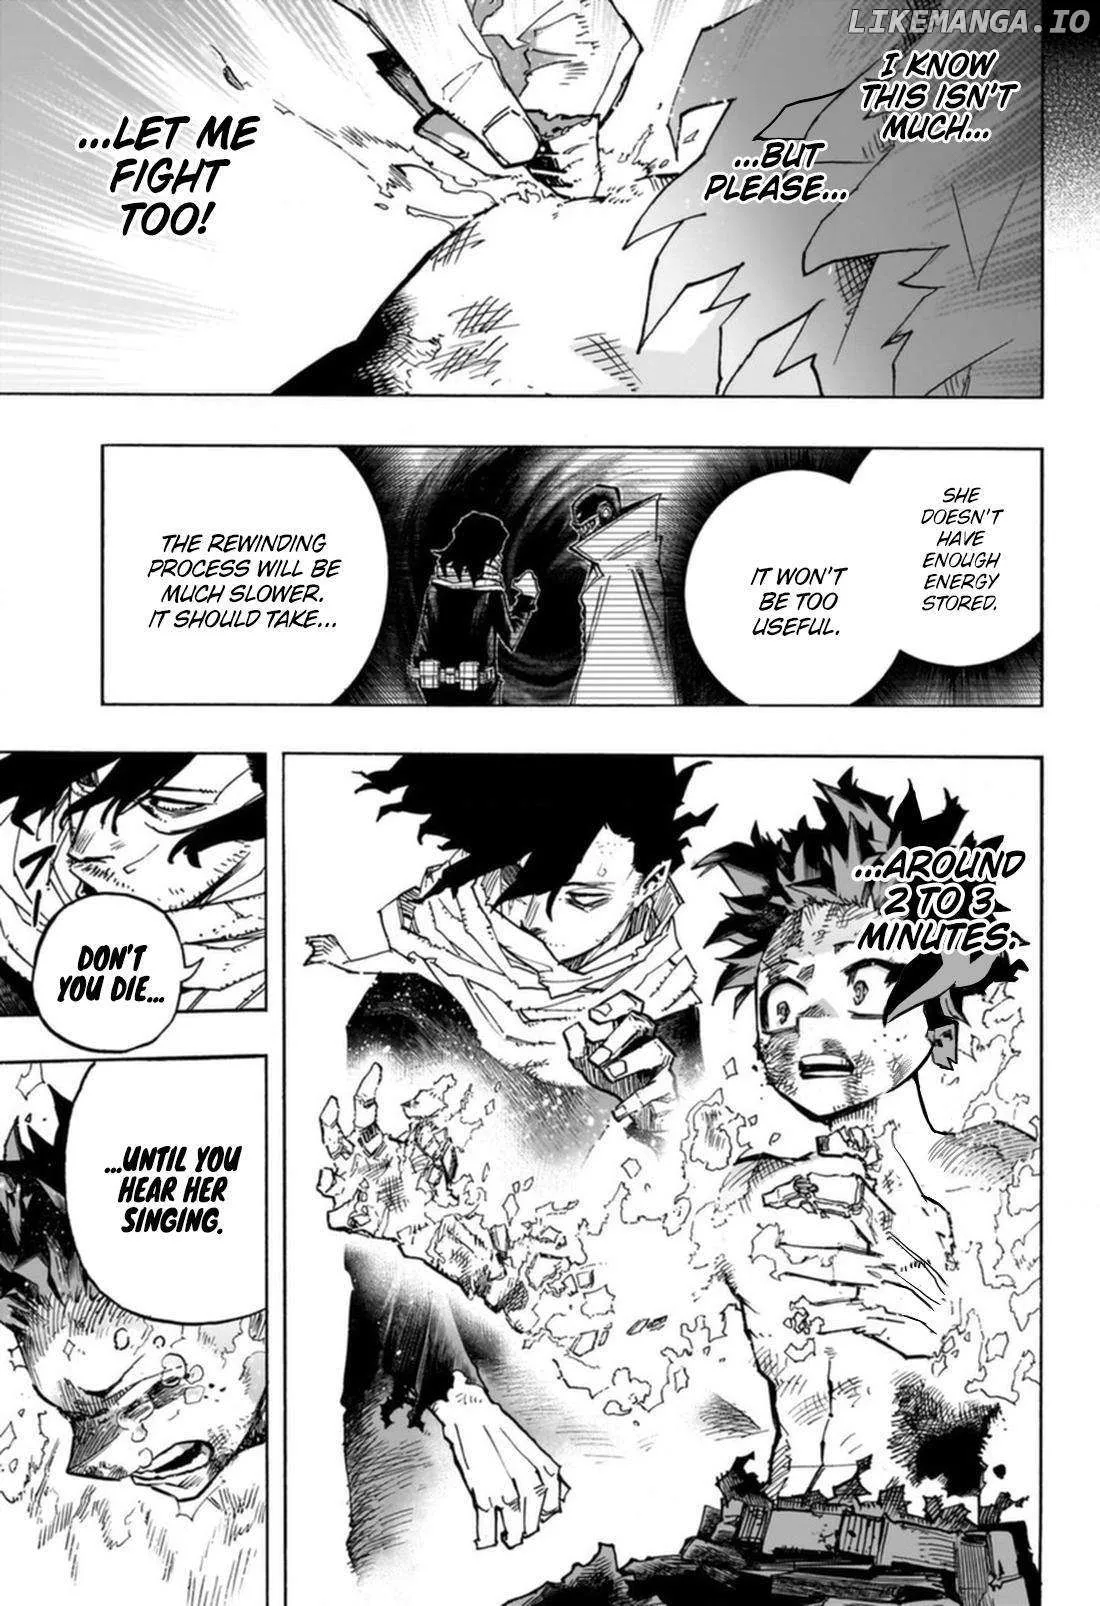 LIKEMANGA.IO
I KNOW
THIS ISN'T
MUCH...
...BUT
PLEASE...
...LET ME
FIGHT
TOO!
SHE
DOESN'T
HAVE
ENOUGH
ENERGY
STORED.
IT WON'T
BE TOO
USEFUL.
THE REWINDING
PROCESS WILL BE
MUCH SLOWER.
IT SHOULD TAKE...
...AROUND
2 TO 3
MINUTES.
DON'T
YOU DIE...
...UNTIL YOU
HEAR HER
SINGING.